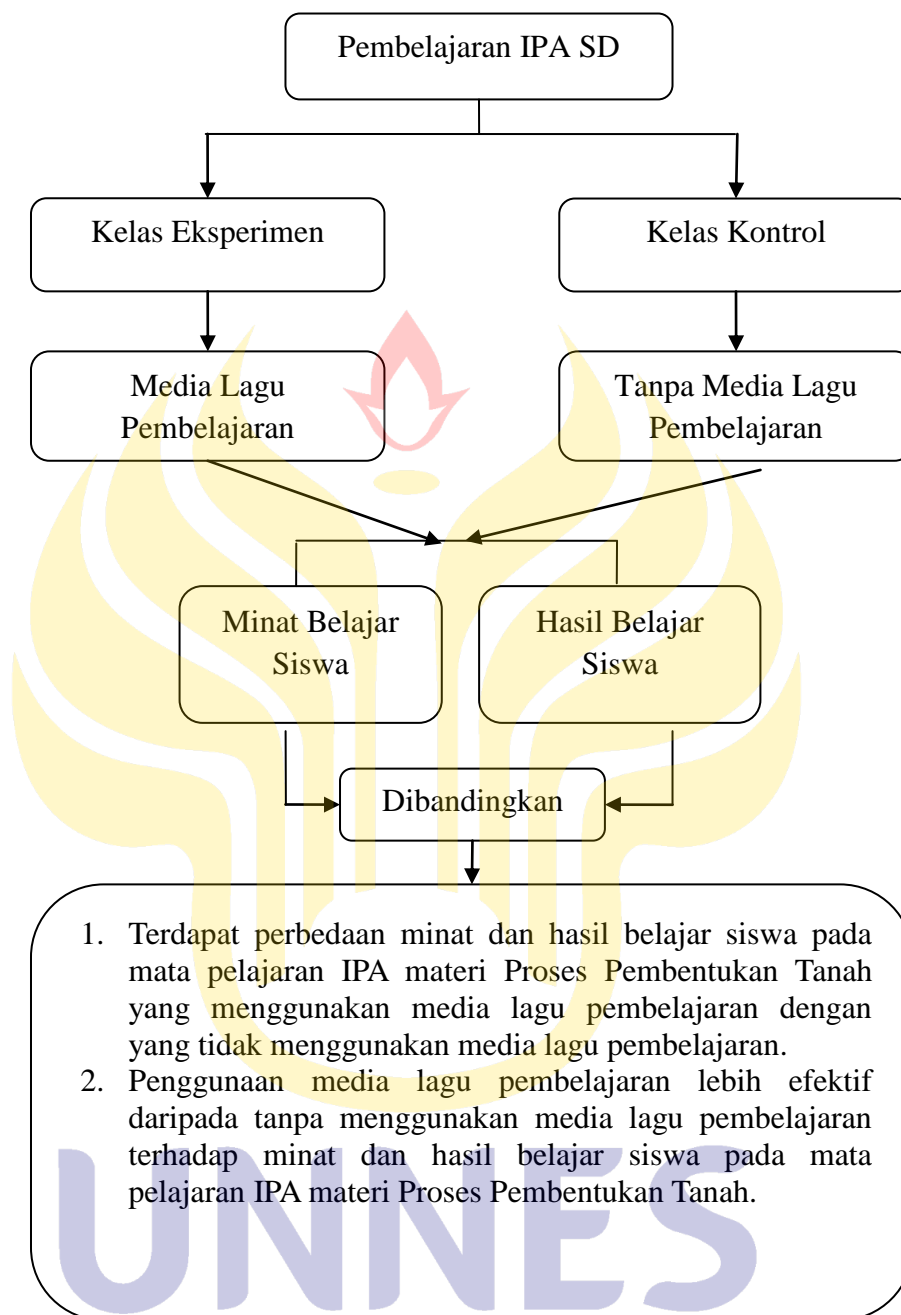 Pembelajaran IPA SD
Kelas Eksperimen
Kelas Kontrol
Media Lagu
Pembelajaran
Tanpa Media Lagu
Pembelajaran
Minat Belajar
Siswa
Hasil Belajar
Siswa
Dibandingkan
1. Terdapat perbedaan minat dan hasil belajar siswa pada
mata pelajaran IPA materi Proses Pembentukan Tanah
yang menggunakan media lagu pembelajaran dengan
yang tidak menggunakan media lagu pembelajaran.
2. Penggunaan media lagu pembelajaran lebih efektif
daripada tanpa menggunakan media lagu pembelajaran
terhadap minat dan hasil belajar siswa pada mata
pelajaran IPA materi Proses Pembentukan Tanah.
UNNES